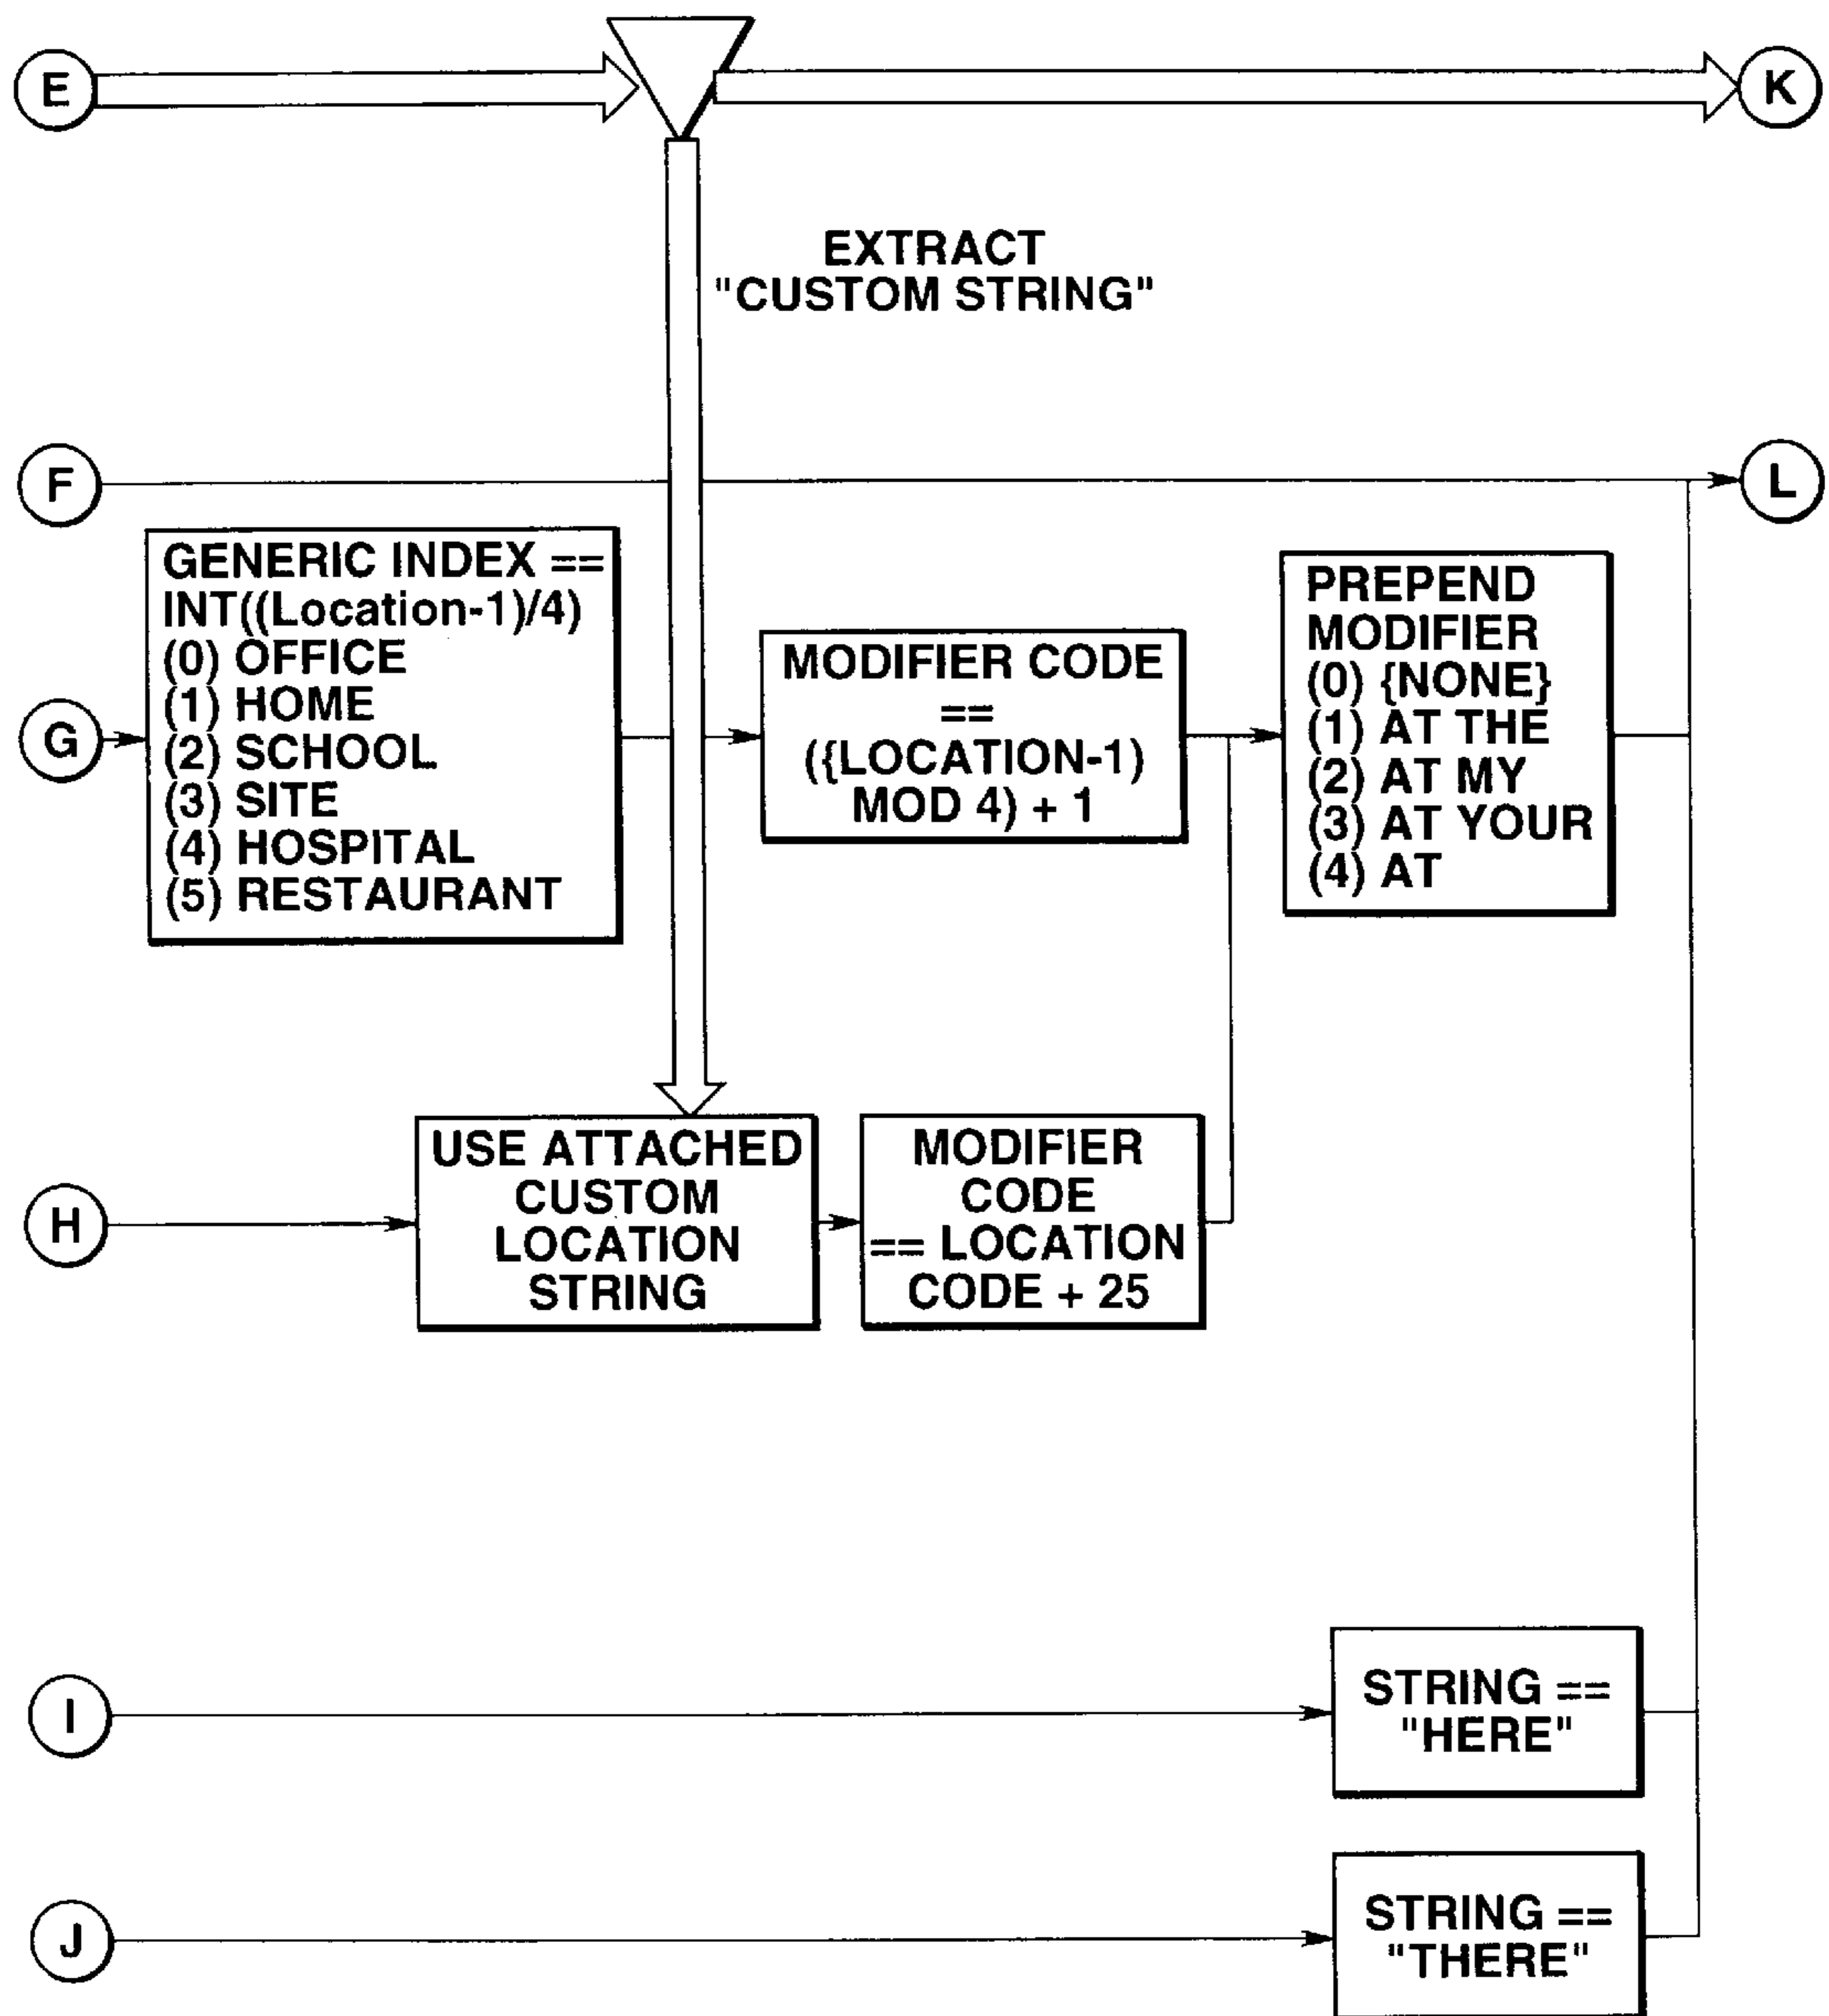 E
K
EXTRACT
"CUSTOM STRING"
F
L
G
GENERIC INDEX ==
INT((Location-1)/4)
(0) OFFICE
(1) HOME
(2) SCHOOL
(3) SITE
(4) HOSPITAL
(5) RESTAURANT
MODIFIER CODE
==
({LOCATION-1)
MOD 4) + 1
PREPEND
MODIFIER
(0) {NONE}
(1) AT THE
(2) AT MY
(3) AT YOUR
(4) AT
H
USE ATTACHED
CUSTOM
LOCATION
STRING
MODIFIER
CODE
== LOCATION
CODE + 25
I
STRING ==
"HERE"
J
STRING ==
"THERE"